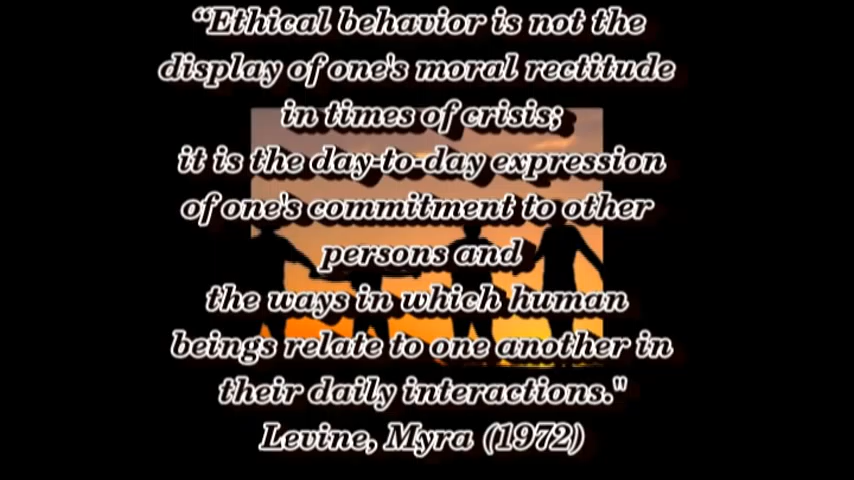 “Ethical behavior is not the
display of one's moral rectitude
in times of crisis;
it is the day-to-day expression
of one's commitment to other
persons and
the ways in which human
beings relate to one another in
their daily interactions."
Levine, Myra (1972)